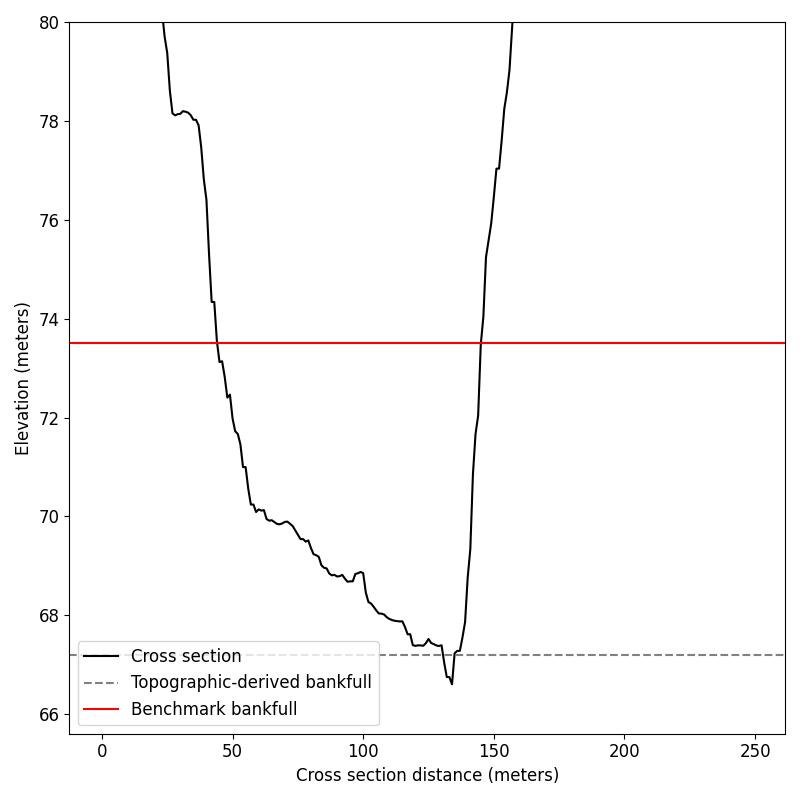 80
78
76
74
72
70
68
66
Elevation (meters)
Cross section
Topographic-derived bankfull
Benchmark bankfull
0
50
100
150
200
250
Cross section distance (meters)